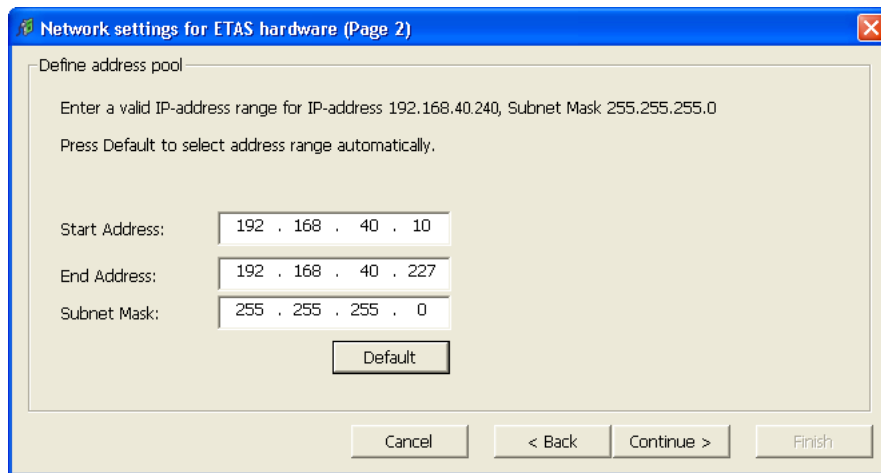 Network settings for ETAS hardware (Page 2)
Define address pool
Enter a valid IP-address range for IP-address 192.168.40.240, Subnet Mask 255.255.255.0
Press Default to select address range automatically.
Start Address: 192 . 168 . 40 . 10
End Address: 192 . 168 . 40 . 227
Subnet Mask: 255 . 255 . 255 . 0
Default
Cancel < Back Continue > Finish